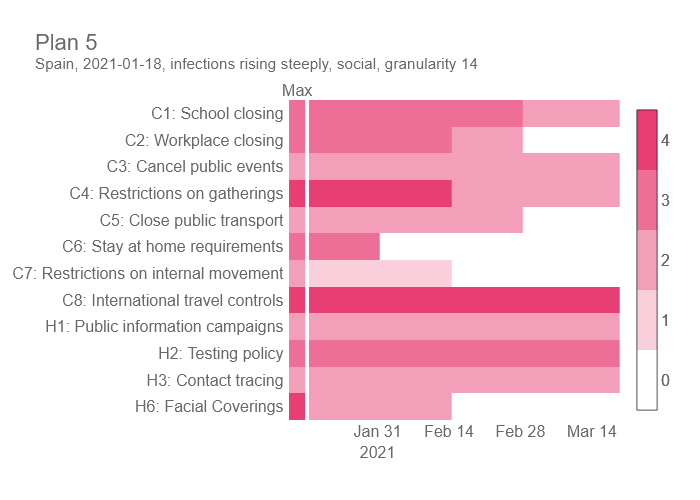 Plan 5
Spain, 2021-01-18, infections rising steeply, social, granularity 14
Max
C1: School closing
C2: Workplace closing
C3: Cancel public events
C4: Restrictions on gatherings
C5: Close public transport
C6: Stay at home requirements
C7: Restrictions on internal movement
C8: International travel controls
H1: Public information campaigns
H2: Testing policy
H3: Contact tracing
H6: Facial Coverings
Jan 31 Feb 14 Feb 28 Mar 14
2021
4
3
2
1
0